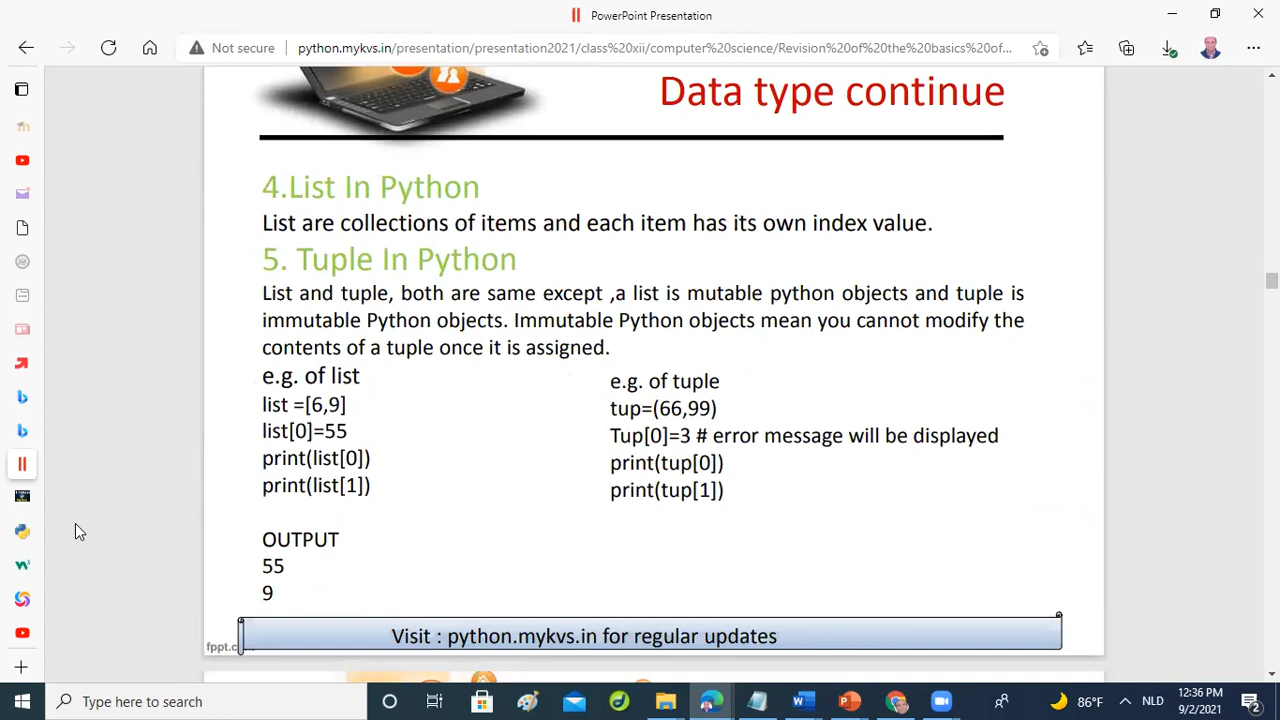 PowerPoint Presentation
Not secure
python.mykvs.in/presentation/presentation2021/class%20xii/computer%20science/Revision%20of%20the%20basics%20of...
Data type continue
4.List In Python
List are collections of items and each item has its own index value.
5. Tuple In Python
List and tuple, both are same except ,a list is mutable python objects and tuple is
immutable Python objects. Immutable Python objects mean you cannot modify the
contents of a tuple once it is assigned.
e.g. of list
list =[6,9]
list[0]=55
print(list[0])
print(list[1])
OUTPUT
55
9
e.g. of tuple
tup=(66,99)
Tup[0]=3 # error message will be displayed
print(tup[0])
print(tup[1])
Visit : python.mykvs.in for regular updates
Type here to search
86°F
NLD
12:36 PM
9/2/2021
2